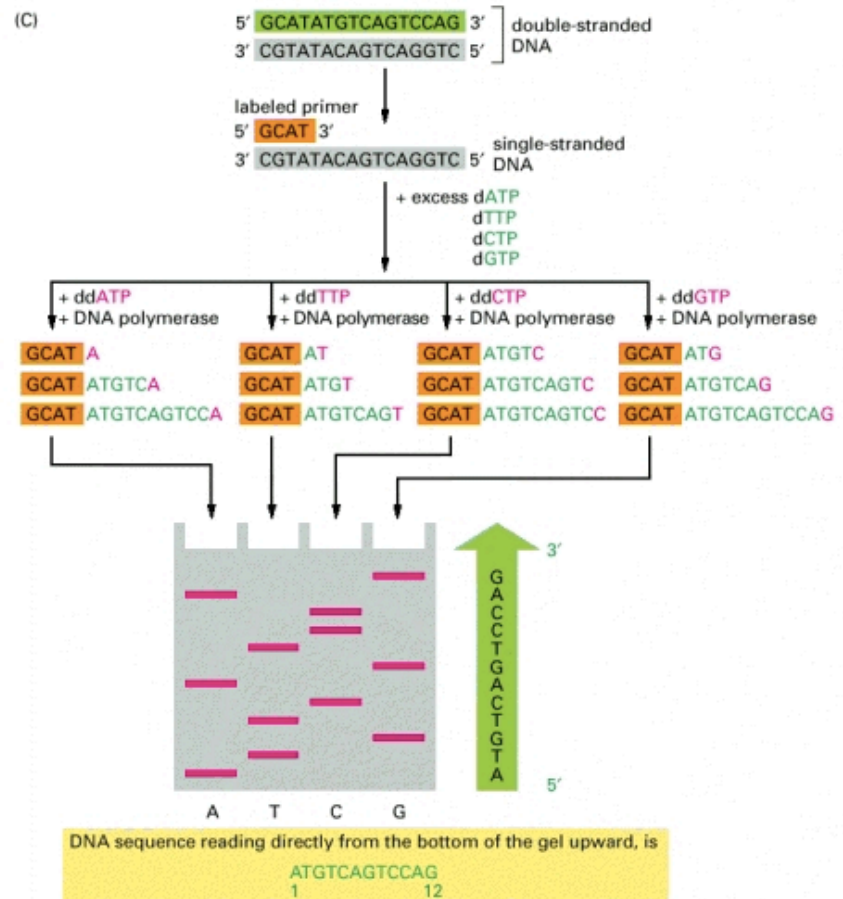 (C)
5′ GCATATGTCAGTCCAG 3′
3′ CGTATACAGTCAGGTC 5′
double-stranded
DNA
labeled primer
5′ GCAT 3′
3′ CGTATACAGTCAGGTC 5′
single-stranded
DNA
+ excess dATP
dTTP
dCTP
dGTP
+ ddATP
+ DNA polymerase
+ ddTTP
+ DNA polymerase
+ ddCTP
+ DNA polymerase
+ ddGTP
+ DNA polymerase
GCAT A
GCAT ATGTCA
GCAT ATGTCAGTCCA
GCAT AT
GCAT ATGT
GCAT ATGTCAGT
GCAT ATGTC
GCAT ATGTCAGTC
GCAT ATGTCAGTCC
GCAT ATG
GCAT ATGTCAG
GCAT ATGTCAGTCCAG
3′
G
A
C
C
T
G
A
C
T
G
T
A
5′
A T C G
DNA sequence reading directly from the bottom of the gel upward, is
ATGTCAGTCCAG
1 12